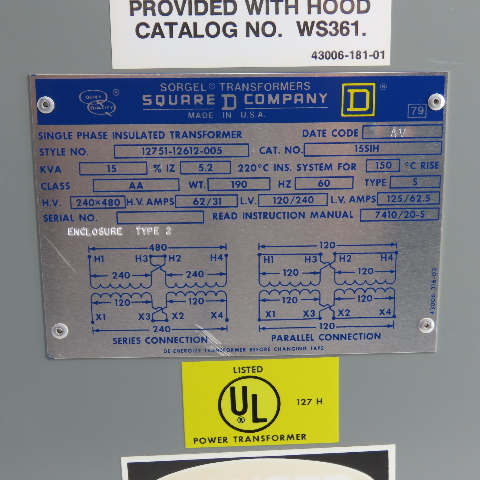 PROVIDED WITH HOOD
CATALOG NO. WS361.
43006-181-01
QUIET QUALITY ®
SORGEL® TRANSFORMERS
SQUARE D COMPANY
MADE IN U.S.A.
D ®
79
SINGLE PHASE INSULATED TRANSFORMER DATE CODE AU
STYLE NO. 12751-12612-005 CAT. NO. 15S1H
KVA 15 % IZ 5.2 220°C INS. SYSTEM FOR 150 °C RISE
CLASS AA WT. 190 HZ 60 TYPE S
H.V. 240×480 H.V. AMPS 62/31 L.V. 120/240 L.V. AMPS 125/62.5
SERIAL NO. READ INSTRUCTION MANUAL 7410/20-5
ENCLOSURE TYPE 2
480 120
H1 H3 H2 H4 H1 H3 H2 H4
240 240 120 120
120 120 120 120
X1 X3 X2 X4 X1 X3 X2 X4
240 120
SERIES CONNECTION PARALLEL CONNECTION
DE-ENERGIZE TRANSFORMER BEFORE CHANGING TAPS
LISTED
UL ® 127 H
POWER TRANSFORMER